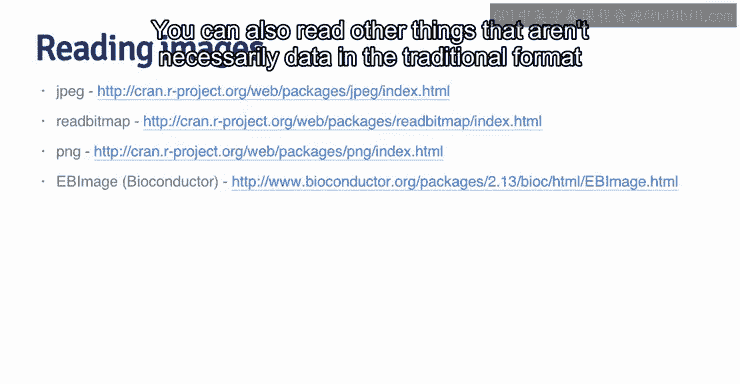 You can also read other things that aren't
necessarily data in the traditional format
Reading images
· jpeg - http://cran.r-project.org/web/packages/jpeg/index.html
· readbitmap - http://cran.r-project.org/web/packages/readbitmap/index.html
· png - http://cran.r-project.org/web/packages/png/index.html
· EBImage (Bioconductor) - http://www.bioconductor.org/packages/2.13/bioc/html/EBImage.html